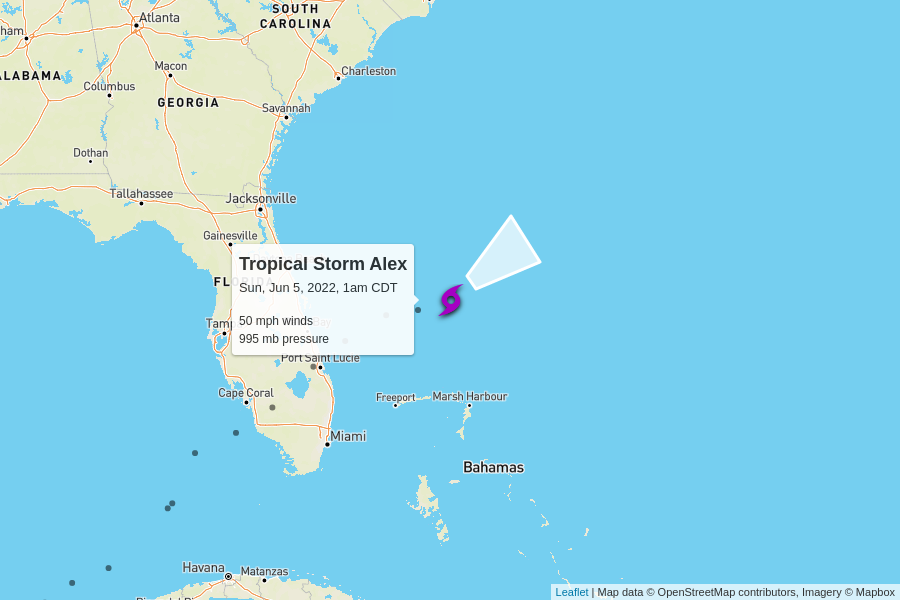 SOUTH
CAROLINA
Atlanta
ham
ALABAMA
Macon
Charleston
Columbus
GEORGIA
Savannah
Dothan
Tallahassee
Jacksonville
Gainesville
Tropical Storm Alex
Sun, Jun 5, 2022, 1am CDT
FLORIDA
50 mph winds
Tamp
Bay
995 mb pressure
Port Saint Lucie
Cape Coral
Freeport
Marsh Harbour
Miami
Bahamas
Havana
Matanzas
Leaflet | Map data © OpenStreetMap contributors, Imagery © Mapbox